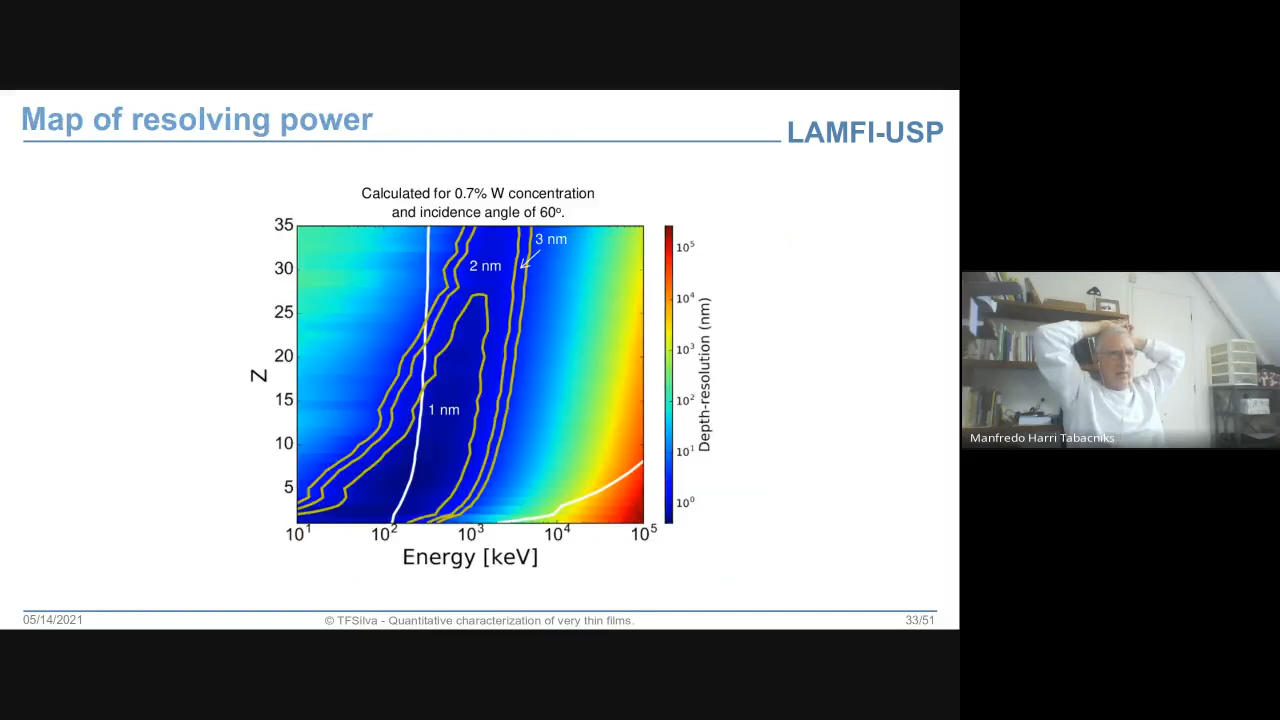 Map of resolving power
LAMFI-USP
Calculated for 0.7% W concentration
and incidence angle of 60º.
35
30
25
20
15
10
5
Z
3 nm
2 nm
1 nm
10¹ 10² 10³ 10⁴ 10⁵
Energy [keV]
10⁵
10⁴
10³
10²
10¹
10⁰
Depth-resolution (nm)
Manfredo Harri Tabacniks
05/14/2021
© TFSilva - Quantitative characterization of very thin films.
33/51